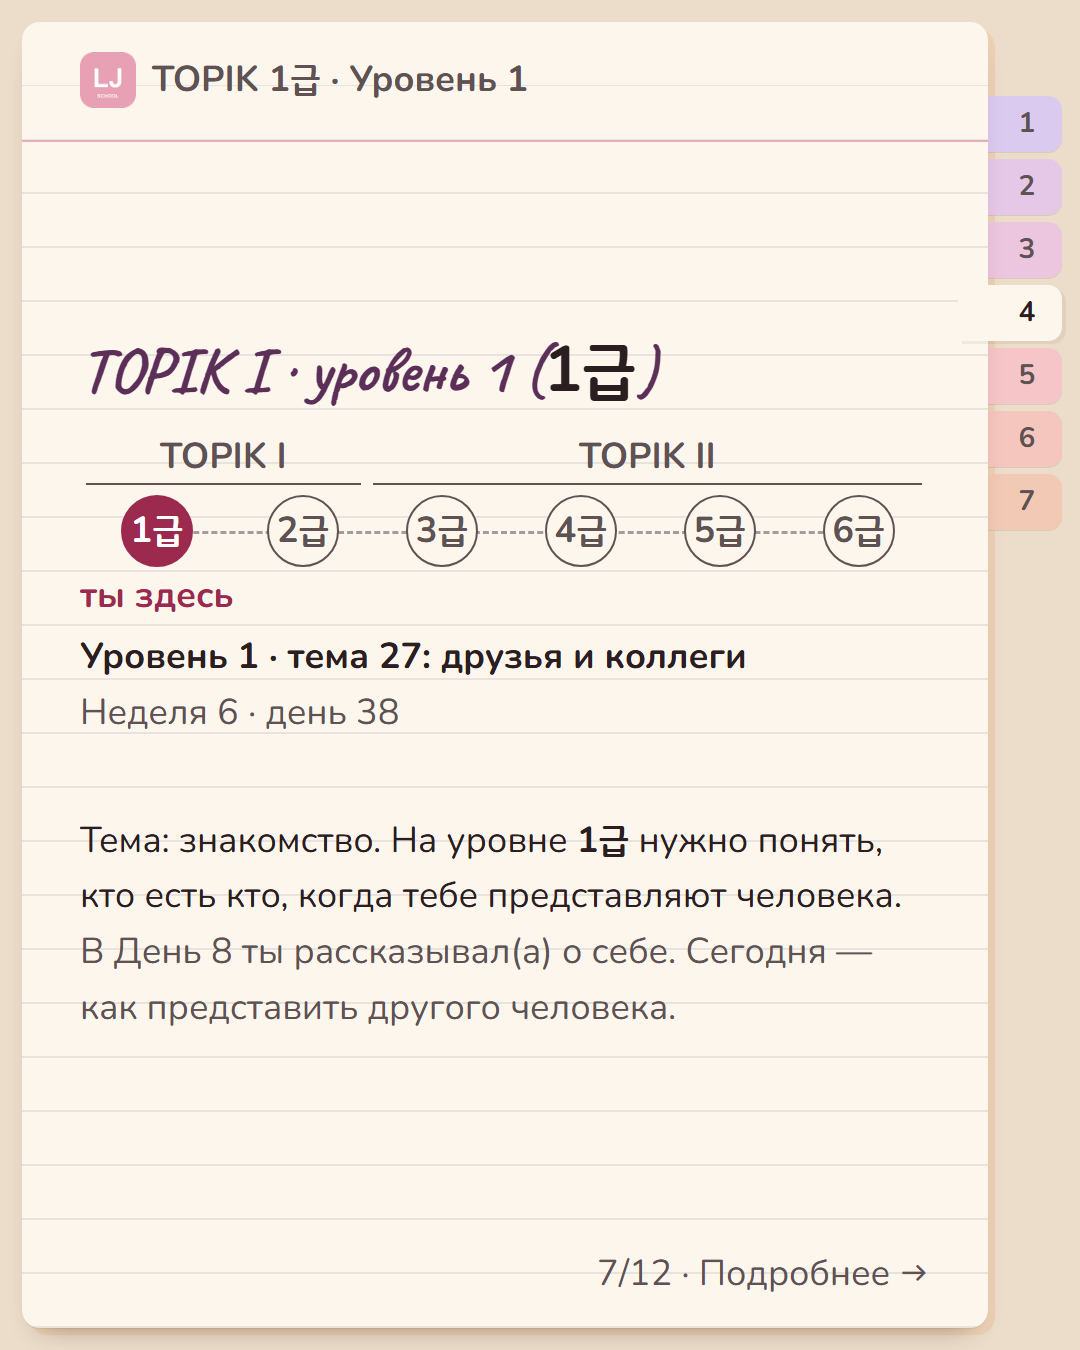 LJ
SCHOOL
TOPIK 1급 · Уровень 1
1
2
3
4
5
6
7
TOPIK I · уровень 1 (1급)
TOPIK I TOPIK II
1급 2급 3급 4급 5급 6급
ты здесь
Уровень 1 · тема 27: друзья и коллеги
Неделя 6 · день 38
Тема: знакомство. На уровне 1급 нужно понять,
кто есть кто, когда тебе представляют человека.
В День 8 ты рассказывал(а) о себе. Сегодня —
как представить другого человека.
7/12 · Подробнее →